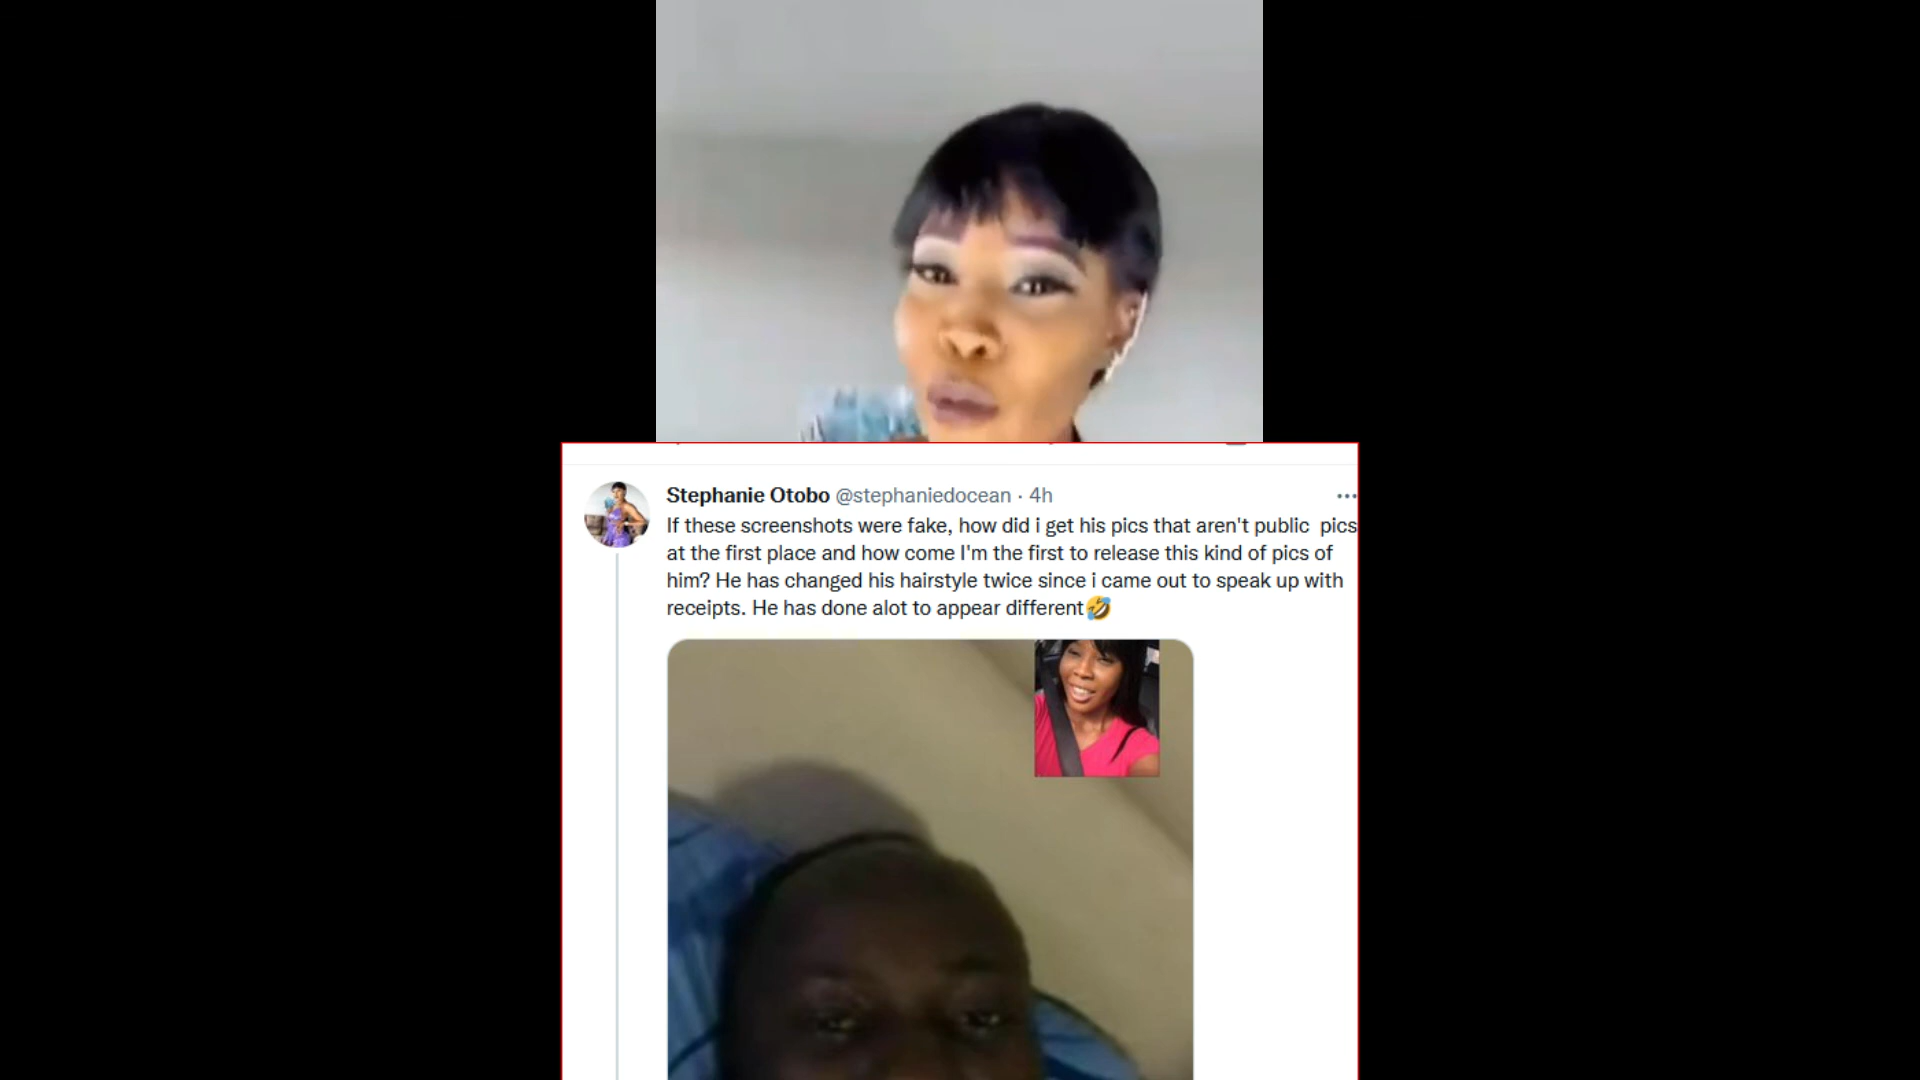 Stephanie Otobo @stephaniedocean · 4h
If these screenshots were fake, how did i get his pics that aren't public pics
at the first place and how come I'm the first to release this kind of pics of
him? He has changed his hairstyle twice since i came out to speak up with
receipts. He has done alot to appear different🤣